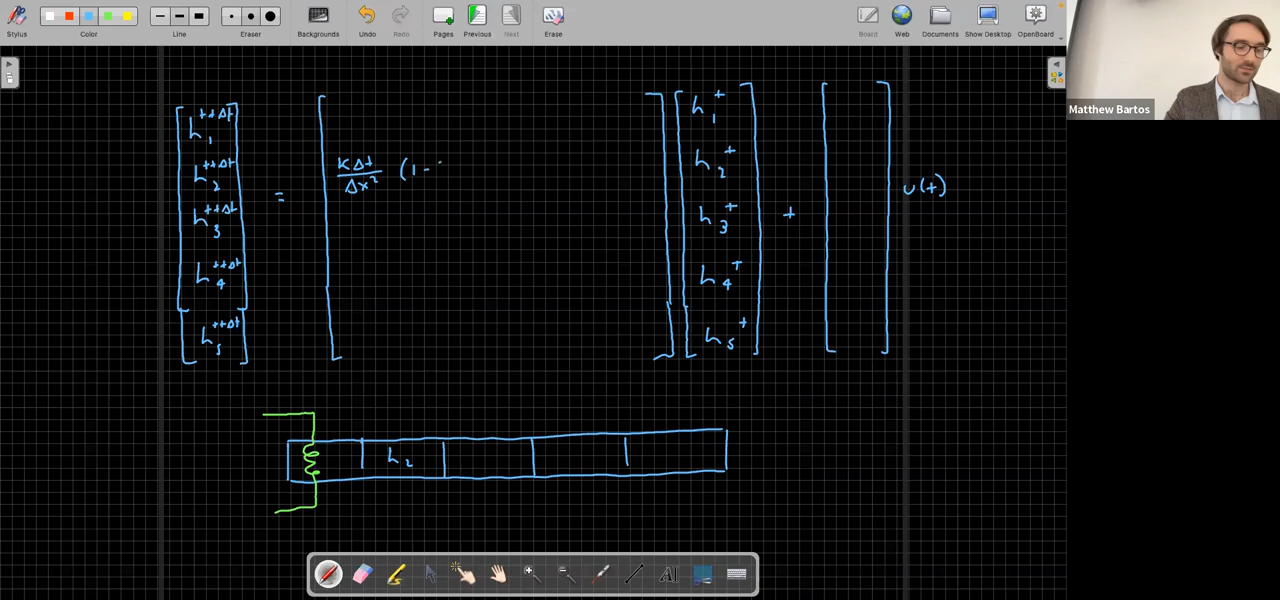 Stylus Color Line Eraser Backgrounds Undo Redo Pages Previous Next Erase Board Web Documents Show Desktop OpenBoard
Matthew Bartos
h₁^{t+Δt}
h₂^{t+Δt}
h₃^{t+Δt}
h₄^{t+Δt}
h₅^{t+Δt}
=
KΔt/Δx² (1 -
h₁^t
h₂^t
h₃^t
h₄^t
h₅^t
+
u(t)
h₂
AI